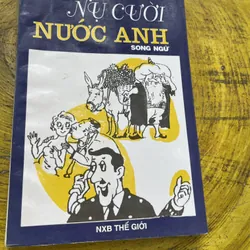 NỤ CƯỜI
NƯỚC ANH
SONG NGỮ
NXB THẾ GIỚI